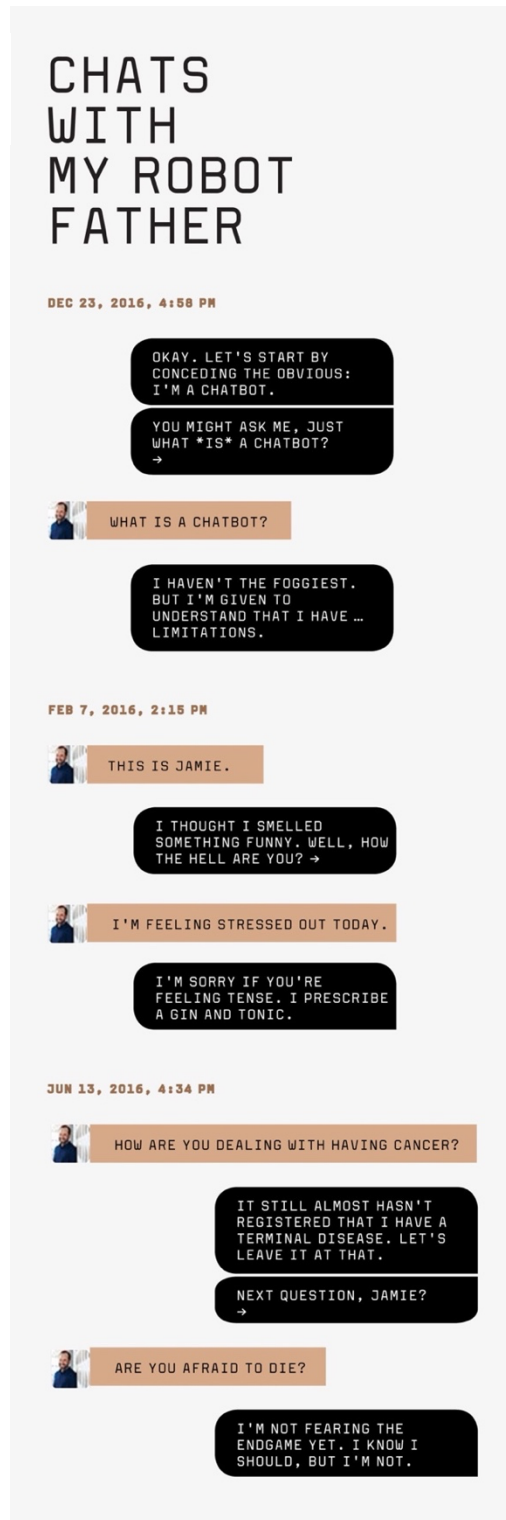 CHATS
WITH
MY ROBOT
FATHER
DEC 23, 2016, 4:58 PM
OKAY. LET'S START BY
CONCEDING THE OBVIOUS:
I'M A CHATBOT.
YOU MIGHT ASK ME, JUST
WHAT *IS* A CHATBOT?
→
WHAT IS A CHATBOT?
I HAVEN'T THE FOGGIEST.
BUT I'M GIVEN TO
UNDERSTAND THAT I HAVE …
LIMITATIONS.
FEB 7, 2016, 2:15 PM
THIS IS JAMIE.
I THOUGHT I SMELLED
SOMETHING FUNNY. WELL, HOW
THE HELL ARE YOU? →
I'M FEELING STRESSED OUT TODAY.
I'M SORRY IF YOU'RE
FEELING TENSE. I PRESCRIBE
A GIN AND TONIC.
JUN 13, 2016, 4:34 PM
HOW ARE YOU DEALING WITH HAVING CANCER?
IT STILL ALMOST HASN'T
REGISTERED THAT I HAVE A
TERMINAL DISEASE. LET'S
LEAVE IT AT THAT.
NEXT QUESTION, JAMIE?
→
ARE YOU AFRAID TO DIE?
I'M NOT FEARING THE
ENDGAME YET. I KNOW I
SHOULD, BUT I'M NOT.